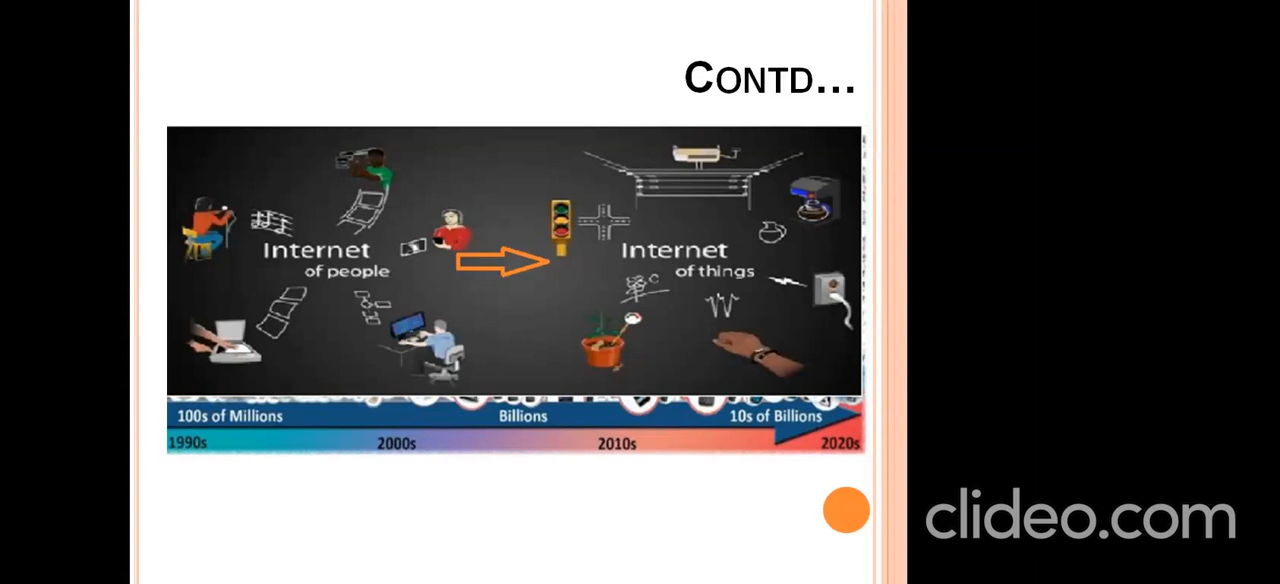 CONTD...
Internet
of people
Internet
of things
100s of Millions
Billions
10s of Billions
1990s
2000s
2010s
2020s
clideo.com